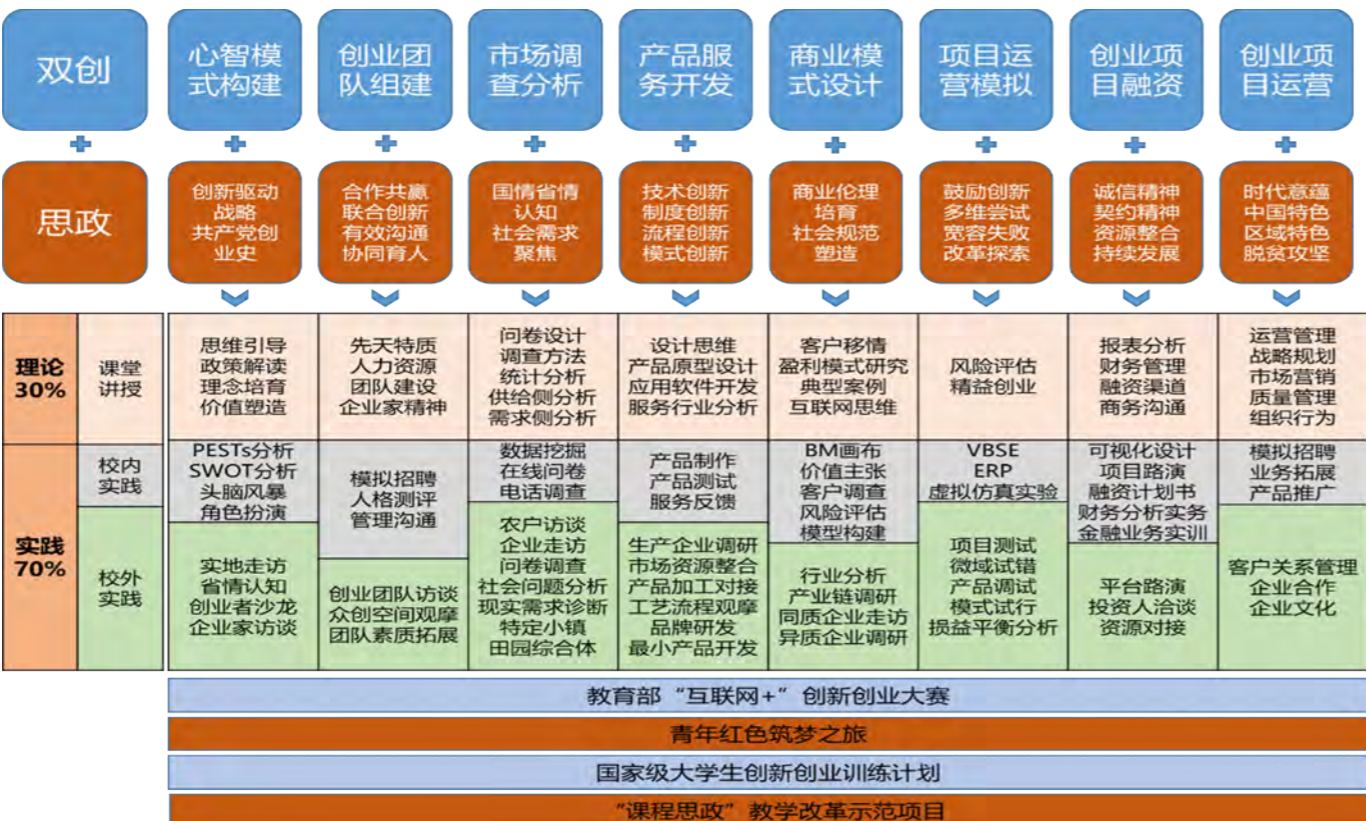 双创
心智模
式构建
创业团
队组建
市场调
查分析
产品服
务开发
商业模
式设计
项目运
营模拟
创业项
目融资
创业项
目运营
思政
创新驱动
战略
共产党创
业史
合作共赢
联合创新
有效沟通
协同育人
国情省情
认知
社会需求
聚焦
技术创新
制度创新
流程创新
模式创新
商业伦理
培育
社会规范
塑造
鼓励创新
多维尝试
宽容失败
改革探索
诚信精神
契约精神
资源整合
持续发展
时代意蕴
中国特色
区域特色
脱贫攻坚
理论
30%
课堂
讲授
思维引导
政策解读
理念培育
价值塑造
先天特质
人力资源
团队建设
企业家精神
问卷设计
调查方法
统计分析
供给侧分析
需求侧分析
设计思维
产品原型设计
应用软件开发
服务行业分析
客户移情
盈利模式研究
典型案例
互联网思维
风险评估
精益创业
报表分析
财务管理
融资渠道
商务沟通
运营管理
战略规划
市场营销
质量管理
组织行为
实践
70%
校内
实践
PESTs分析
SWOT分析
头脑风暴
角色扮演
模拟招聘
人格测评
管理沟通
数据挖掘
在线问卷
电话调查
产品制作
产品测试
服务反馈
BM画布
价值主张
客户调查
风险评估
模型构建
VBSE
ERP
虚拟仿真实验
可视化设计
项目路演
融资计划书
财务分析实务
金融业务实训
模拟招聘
业务拓展
产品推广
校外
实践
实地走访
省情认知
创业者沙龙
企业家访谈
创业团队访谈
众创空间观摩
团队素质拓展
农户访谈
企业走访
问卷调查
社会问题分析
现实需求诊断
特定小镇
田园综合体
生产企业调研
市场资源整合
产品加工对接
工艺流程观摩
品牌研发
最小产品开发
行业分析
产业链调研
同质企业走访
异质企业调研
项目测试
微域试错
产品调试
模式试行
损益平衡分析
平台路演
投资人洽谈
资源对接
客户关系管理
企业合作
企业文化
教育部“互联网+”创新创业大赛
青年红色筑梦之旅
国家级大学生创新创业训练计划
“课程思政”教学改革示范项目